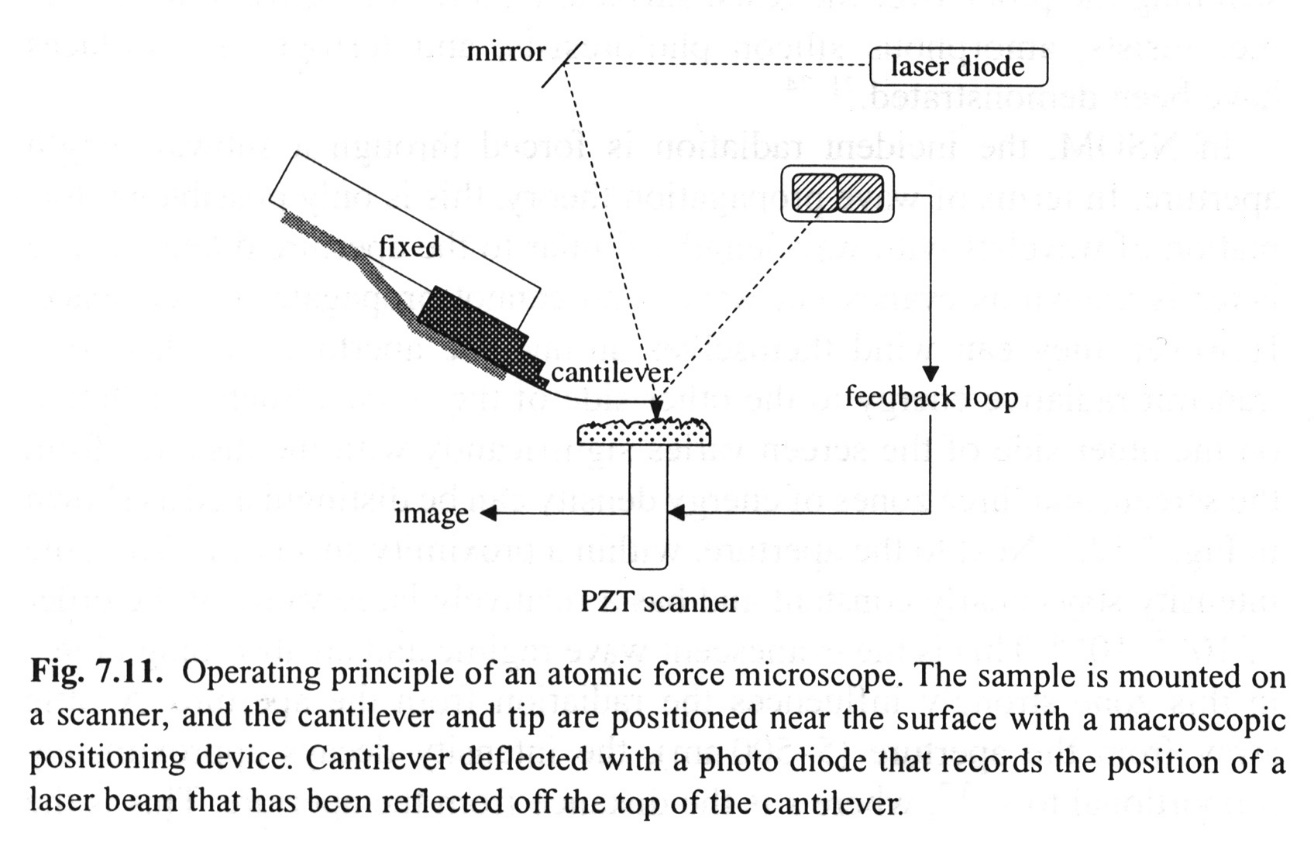 mirror
laser diode
fixed
cantilever
feedback loop
image
PZT scanner
Fig. 7.11. Operating principle of an atomic force microscope. The sample is mounted on
a scanner, and the cantilever and tip are positioned near the surface with a macroscopic
positioning device. Cantilever deflected with a photo diode that records the position of a
laser beam that has been reflected off the top of the cantilever.